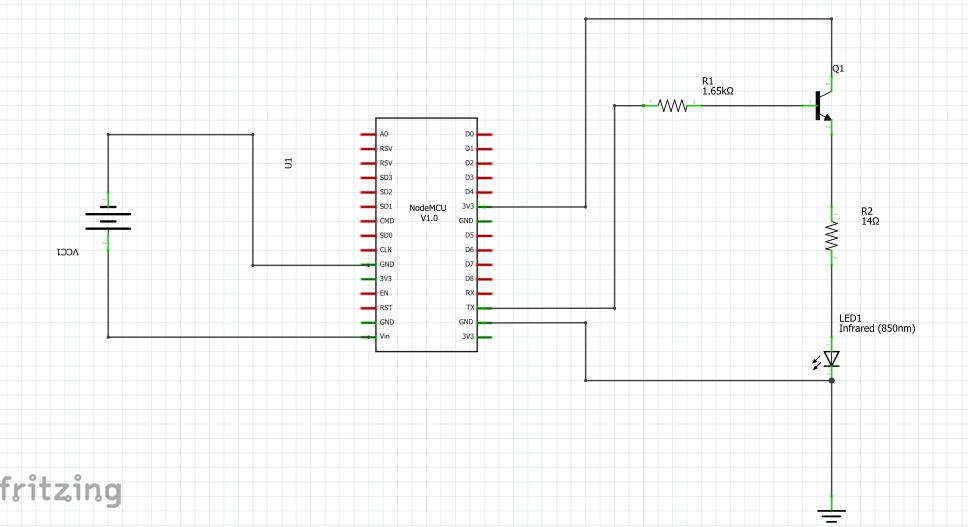 Q1
R1
1.65kΩ
A0
RSV
RSV
SD3
SD2
SD1
CMD
SD0
CLK
GND
3V3
EN
RST
GND
Vin
U1
NodeMCU
V1.0
D0
D1
D2
D3
D4
3V3
GND
D5
D6
D7
D8
RX
TX
GND
3V3
VCC1
R2
14Ω
LED1
Infrared (850nm)
fritzing